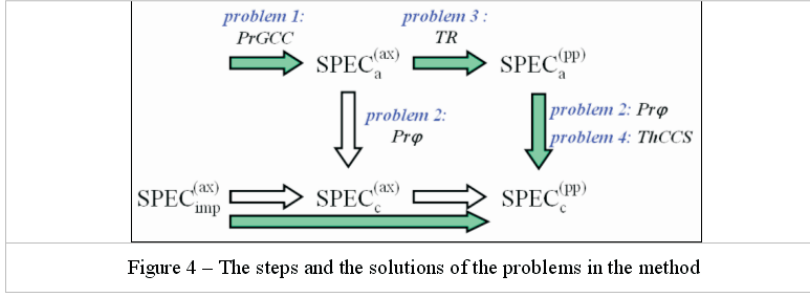 problem 1: problem 3 :
PrGCC TR
SPEC_a^(ax) SPEC_a^(pp)
problem 2: problem 2: Prφ
Prφ problem 4: ThCCS
SPEC_imp^(ax) SPEC_c^(ax) SPEC_c^(pp)
Figure 4 – The steps and the solutions of the problems in the method